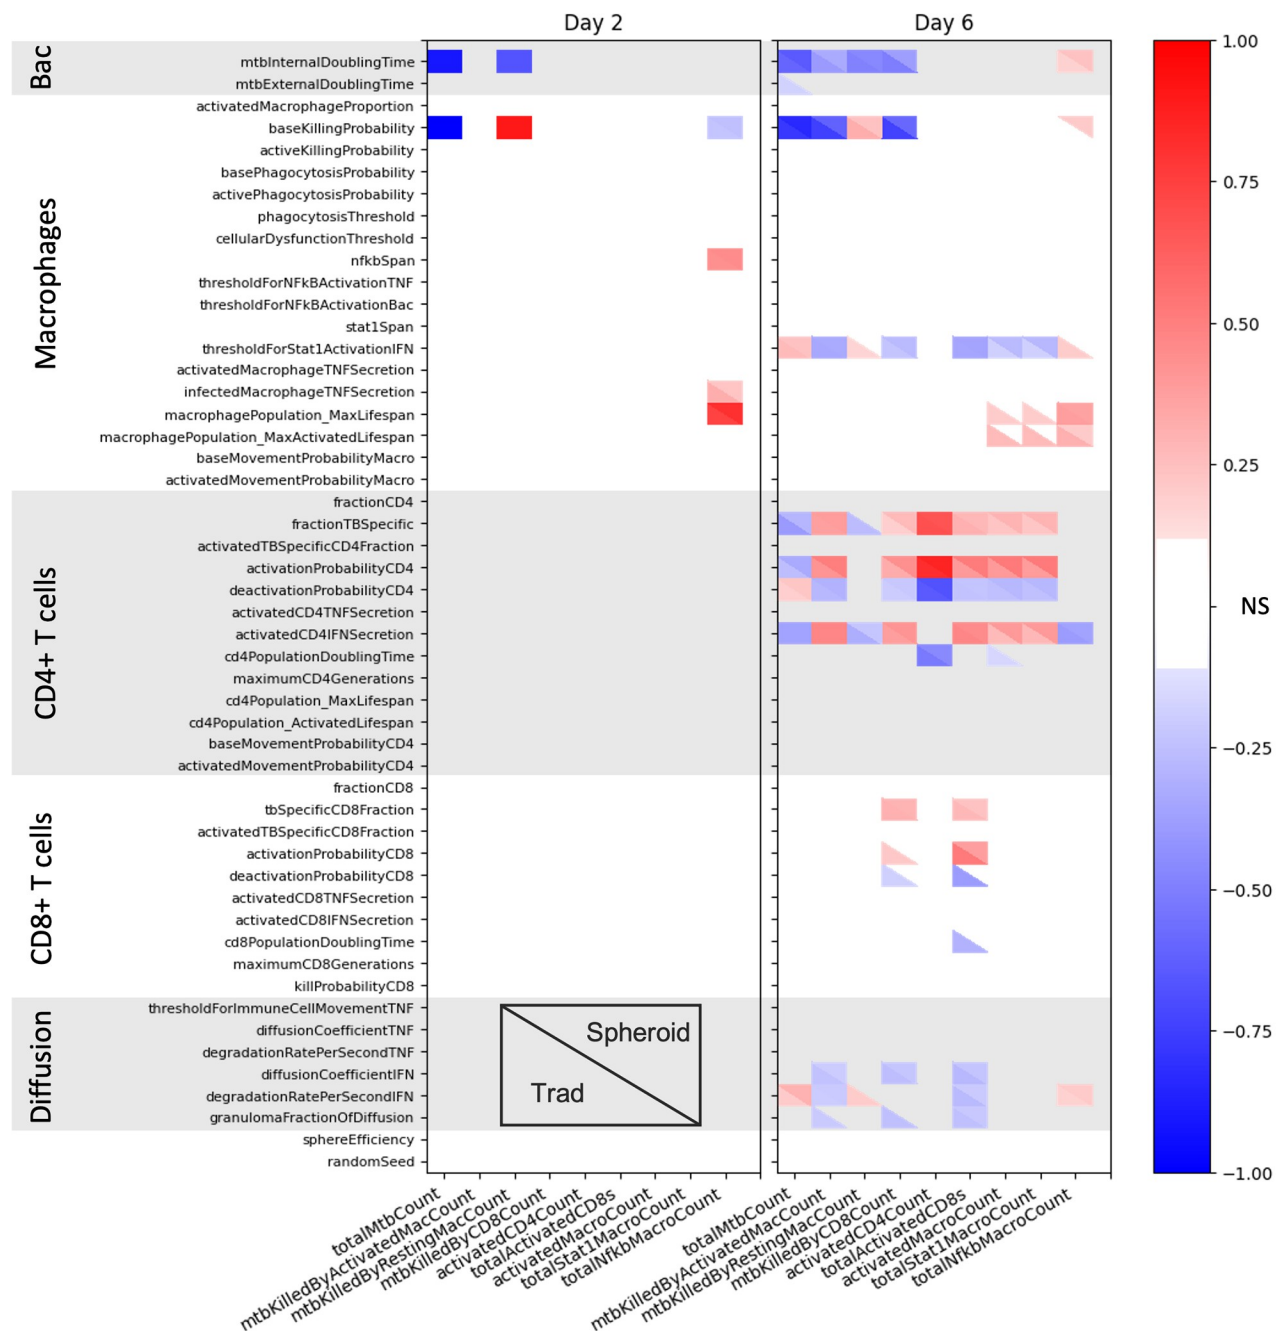 Day 2
Day 6
Bac
mtbInternalDoublingTime
mtbExternalDoublingTime
Macrophages
activatedMacrophageProportion
baseKillingProbability
activeKillingProbability
basePhagocytosisProbability
activePhagocytosisProbability
phagocytosisThreshold
cellularDysfunctionThreshold
nfkbSpan
thresholdForNFkBActivationTNF
thresholdForNFkBActivationBac
stat1Span
thresholdForStat1ActivationIFN
activatedMacrophageTNFSecretion
infectedMacrophageTNFSecretion
macrophagePopulation_MaxLifespan
macrophagePopulation_MaxActivatedLifespan
baseMovementProbabilityMacro
activatedMovementProbabilityMacro
CD4+ T cells
fractionCD4
fractionTBSpecific
activatedTBSpecificCD4Fraction
activationProbabilityCD4
deactivationProbabilityCD4
activatedCD4TNFSecretion
activatedCD4IFNSecretion
cd4PopulationDoublingTime
maximumCD4Generations
cd4Population_MaxLifespan
cd4Population_ActivatedLifespan
baseMovementProbabilityCD4
activatedMovementProbabilityCD4
CD8+ T cells
fractionCD8
tbSpecificCD8Fraction
activatedTBSpecificCD8Fraction
activationProbabilityCD8
deactivationProbabilityCD8
activatedCD8TNFSecretion
activatedCD8IFNSecretion
cd8PopulationDoublingTime
maximumCD8Generations
killProbabilityCD8
Diffusion
thresholdForImmuneCellMovementTNF
diffusionCoefficientTNF
degradationRatePerSecondTNF
diffusionCoefficientIFN
degradationRatePerSecondIFN
granulomaFractionOfDiffusion
sphereEfficiency
randomSeed
Spheroid
Trad
totalMtbCount
mtbKilledByActivatedMacCount
mtbKilledByRestingMacCount
mtbKilledByCD8Count
activatedCD4Count
totalActivatedCD8s
activatedMacroCount
totalStat1MacroCount
totalNfkbMacroCount
totalMtbCount
mtbKilledByActivatedMacCount
mtbKilledByRestingMacCount
mtbKilledByCD8Count
activatedCD4Count
totalActivatedCD8s
activatedMacroCount
totalStat1MacroCount
totalNfkbMacroCount
1.00
0.75
0.50
0.25
NS
−0.25
−0.50
−0.75
−1.00